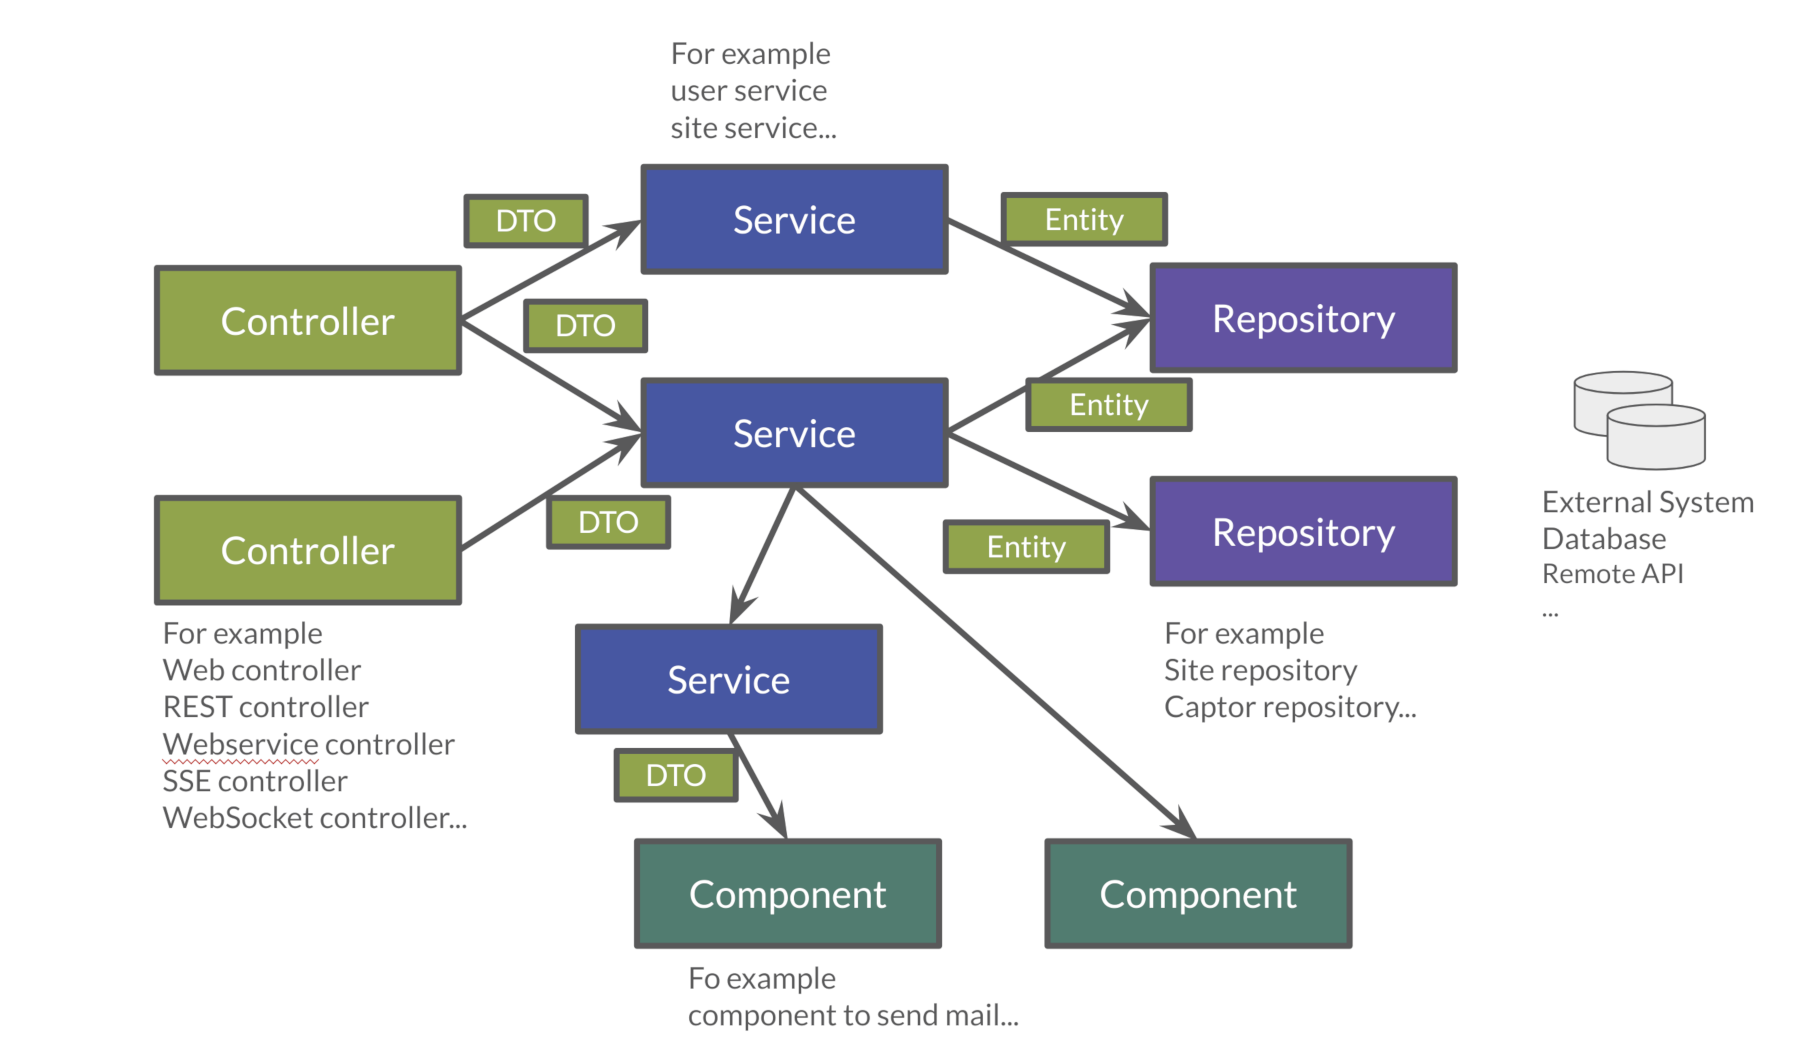 For example
user service
site service...
DTO
Service
Entity
Controller
DTO
Repository
Service
Entity
Controller
DTO
Entity
Repository
External System
Database
Remote API
...
For example
Web controller
REST controller
Webservice controller
SSE controller
WebSocket controller...
For example
Site repository
Captor repository...
Service
DTO
Component
Component
Fo example
component to send mail...